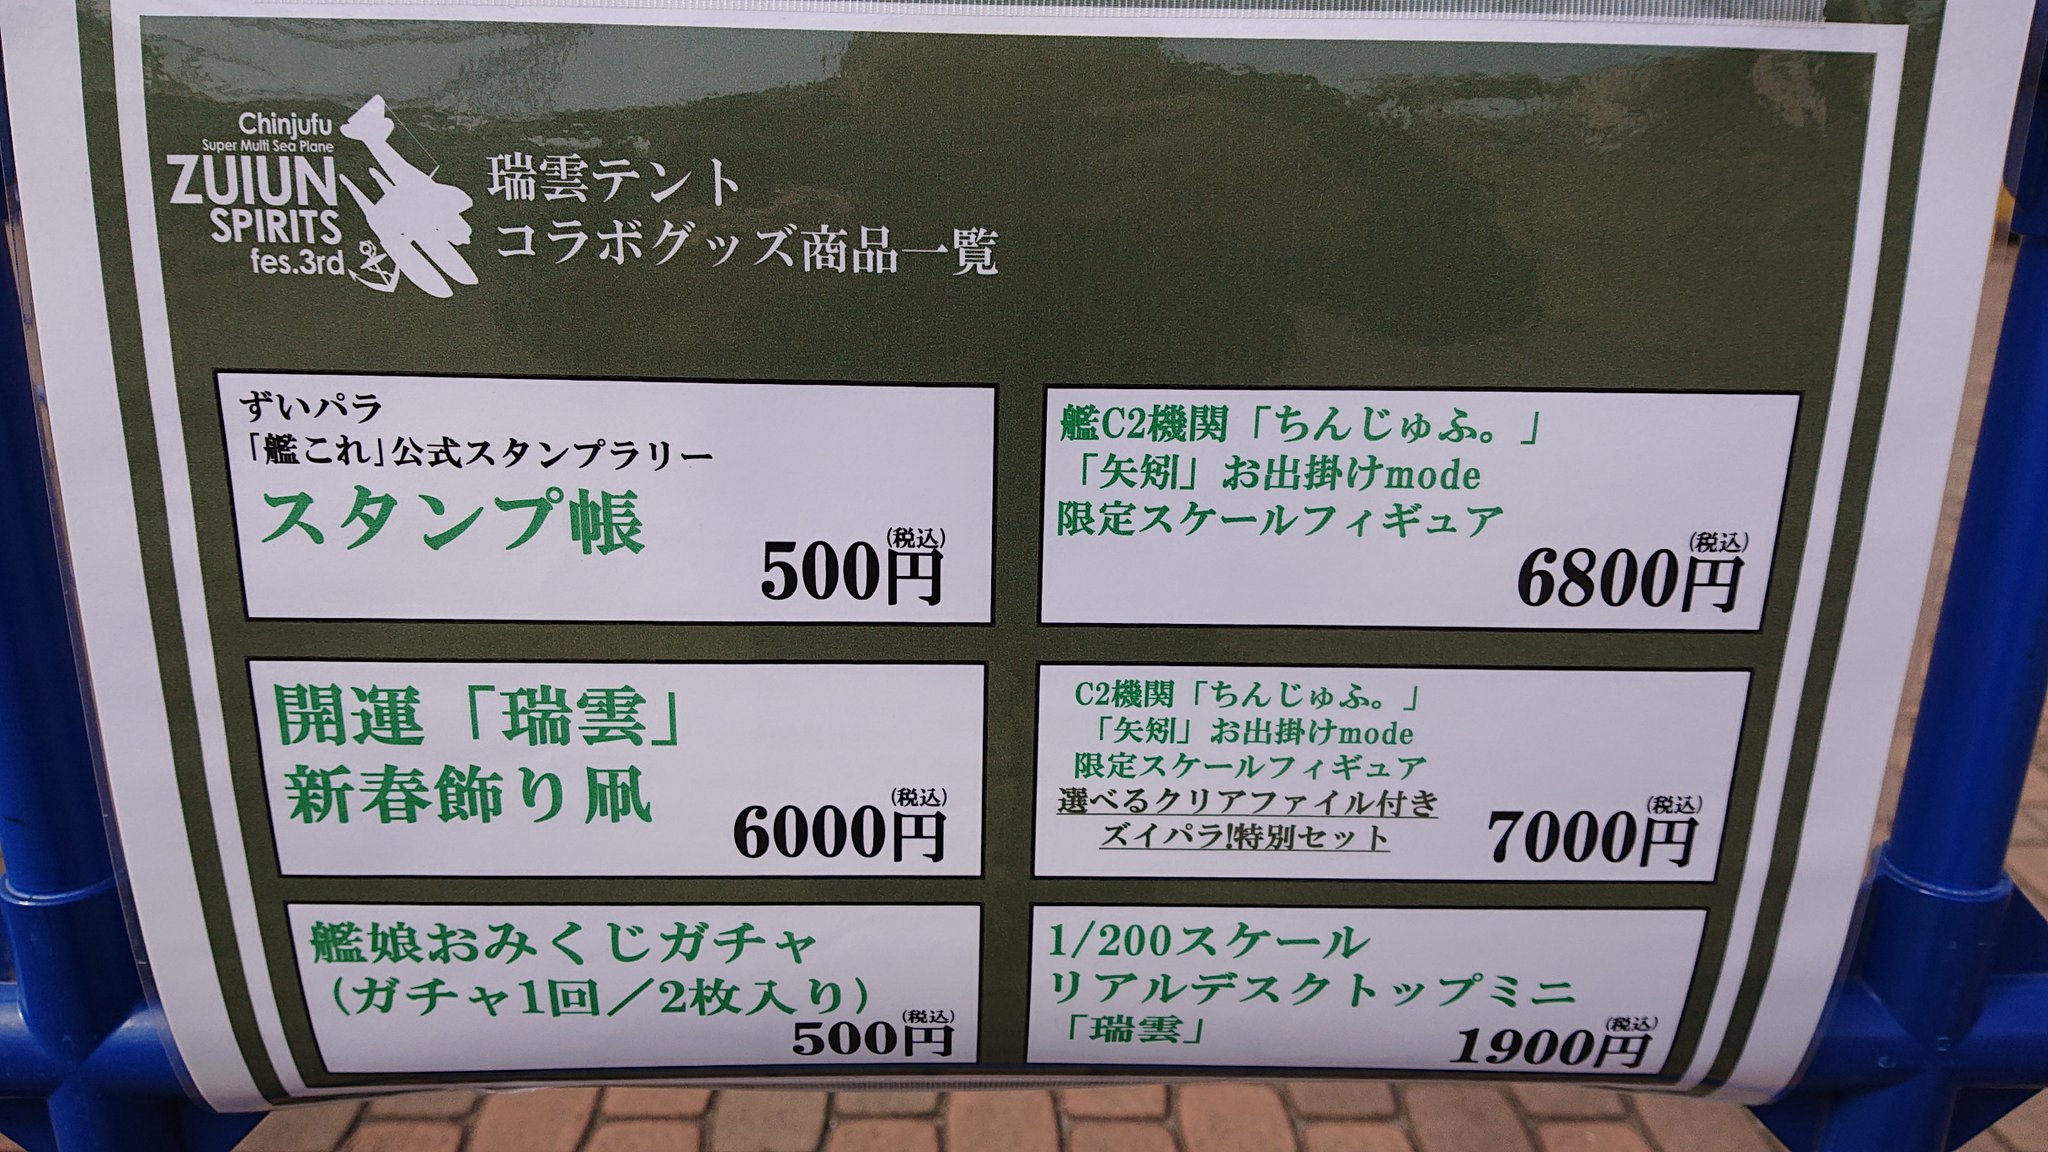 Chinjufu
Super Multi Sea Plane
ZUIUN
SPIRITS
fes.3rd
瑞雲テント
コラボグッズ商品一覧
ずいパラ
「艦これ」公式スタンプラリー
スタンプ帳
(税込)
500円
艦C2機関「ちんじゅふ。」
「矢矧」お出掛けmode
限定スケールフィギュア
(税込)
6800円
開運「瑞雲」
新春飾り凧
(税込)
6000円
C2機関「ちんじゅふ。」
「矢矧」お出掛けmode
限定スケールフィギュア
選べるクリアファイル付き
ズイパラ!特別セット
(税込)
7000円
艦娘おみくじガチャ
(ガチャ1回/2枚入り)
(税込)
500円
1/200スケール
リアルデスクトップミニ
「瑞雲」
(税込)
1900円